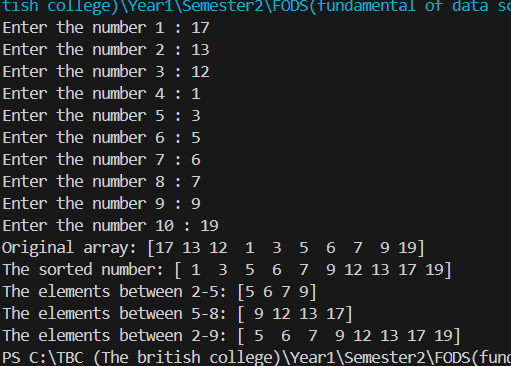 tish college)\Year1\Semester2\FODS(fundamental of data sc
Enter the number 1 : 17
Enter the number 2 : 13
Enter the number 3 : 12
Enter the number 4 : 1
Enter the number 5 : 3
Enter the number 6 : 5
Enter the number 7 : 6
Enter the number 8 : 7
Enter the number 9 : 9
Enter the number 10 : 19
Original array: [17 13 12  1  3  5  6  7  9 19]
The sorted number: [ 1  3  5  6  7  9 12 13 17 19]
The elements between 2-5: [5 6 7 9]
The elements between 5-8: [ 9 12 13 17]
The elements between 2-9: [ 5  6  7  9 12 13 17 19]
PS C:\TBC (The british college)\Year1\Semester2\FODS(fund